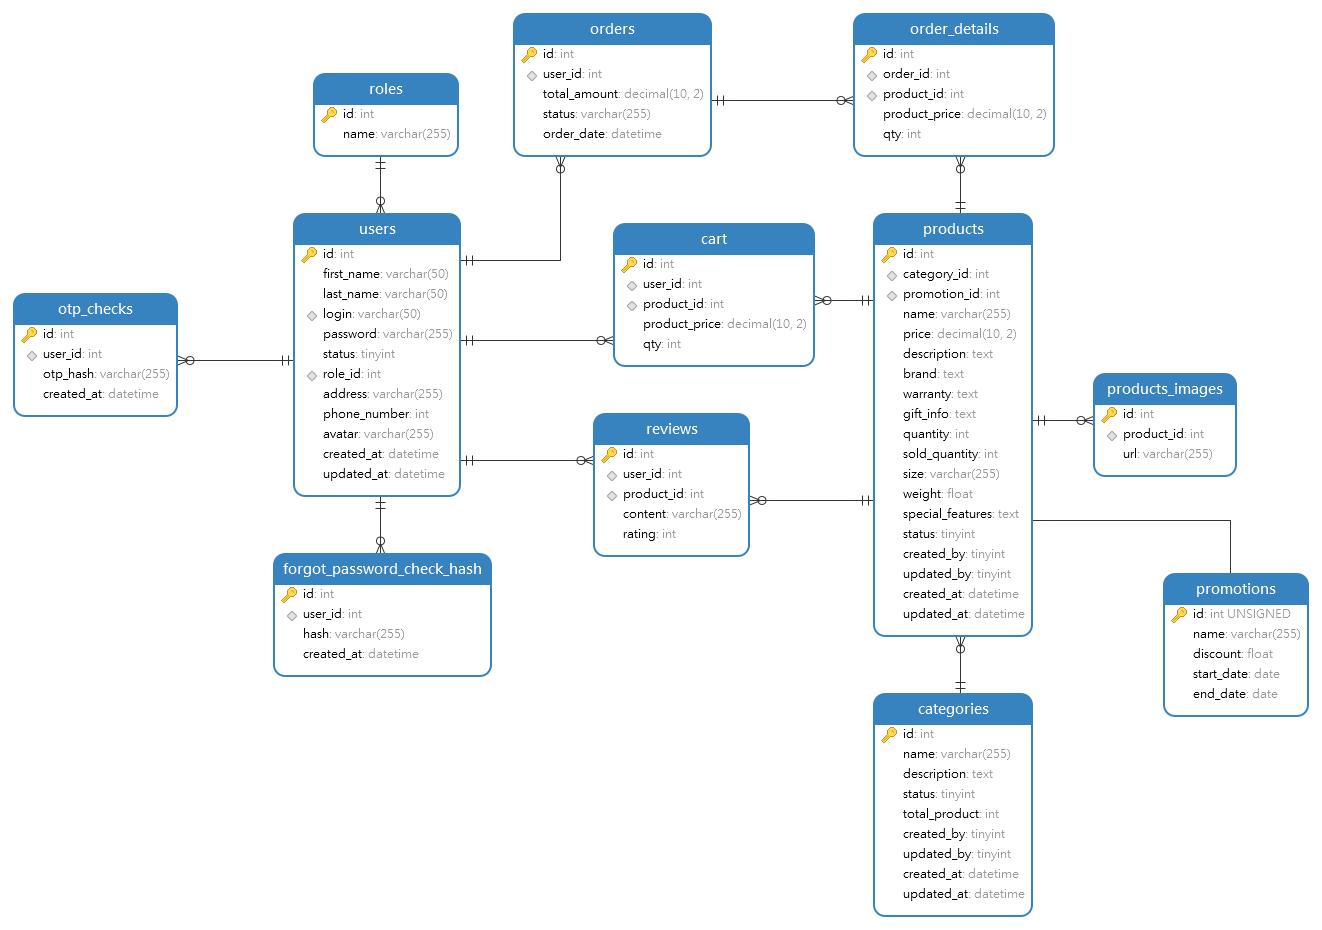 orders
id: int
user_id: int
total_amount: decimal(10, 2)
status: varchar(255)
order_date: datetime
order_details
id: int
order_id: int
product_id: int
product_price: decimal(10, 2)
qty: int
roles
id: int
name: varchar(255)
users
id: int
first_name: varchar(50)
last_name: varchar(50)
login: varchar(50)
password: varchar(255)
status: tinyint
role_id: int
address: varchar(255)
phone_number: int
avatar: varchar(255)
created_at: datetime
updated_at: datetime
cart
id: int
user_id: int
product_id: int
product_price: decimal(10, 2)
qty: int
products
id: int
category_id: int
promotion_id: int
name: varchar(255)
price: decimal(10, 2)
description: text
brand: text
warranty: text
gift_info: text
quantity: int
sold_quantity: int
size: varchar(255)
weight: float
special_features: text
status: tinyint
created_by: tinyint
updated_by: tinyint
created_at: datetime
updated_at: datetime
otp_checks
id: int
user_id: int
otp_hash: varchar(255)
created_at: datetime
products_images
id: int
product_id: int
url: varchar(255)
reviews
id: int
user_id: int
product_id: int
content: varchar(255)
rating: int
forgot_password_check_hash
id: int
user_id: int
hash: varchar(255)
created_at: datetime
promotions
id: int UNSIGNED
name: varchar(255)
discount: float
start_date: date
end_date: date
categories
id: int
name: varchar(255)
description: text
status: tinyint
total_product: int
created_by: tinyint
updated_by: tinyint
created_at: datetime
updated_at: datetime